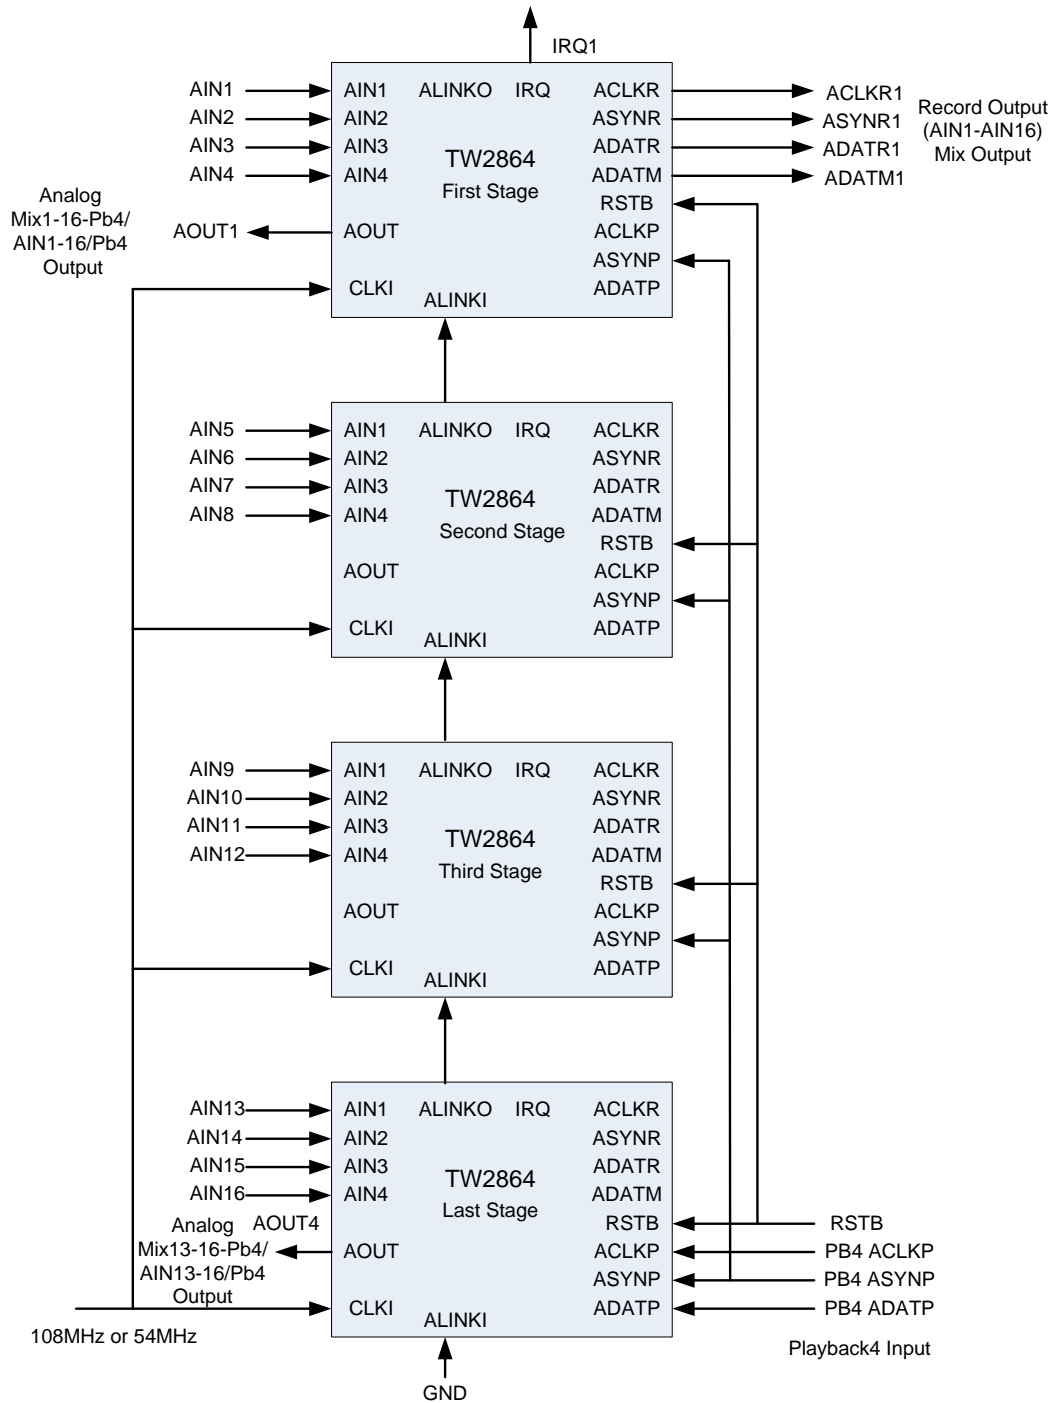 IRQ1
AIN1 AIN1 ALINKO IRQ ACLKR ACLKR1
AIN2 AIN2 ASYNR ASYNR1
AIN3 AIN3 ADATR ADATR1
AIN4 AIN4 ADATM ADATM1
Record Output
(AIN1-AIN16)
Mix Output
TW2864
First Stage
RSTB
Analog
Mix1-16-Pb4/
AIN1-16/Pb4
Output
AOUT1 AOUT ACLKP
ASYNP
CLKI ADATP
ALINKI
AIN5 AIN1 ALINKO IRQ ACLKR
AIN6 AIN2 ASYNR
AIN7 AIN3 ADATR
AIN8 AIN4 ADATM
TW2864
Second Stage
RSTB
AOUT ACLKP
ASYNP
CLKI ADATP
ALINKI
AIN9 AIN1 ALINKO IRQ ACLKR
AIN10 AIN2 ASYNR
AIN11 AIN3 ADATR
AIN12 AIN4 ADATM
TW2864
Third Stage
RSTB
AOUT ACLKP
ASYNP
CLKI ADATP
ALINKI
AIN13 AIN1 ALINKO IRQ ACLKR
AIN14 AIN2 ASYNR
AIN15 AIN3 ADATR
AIN16 AIN4 ADATM
TW2864
Last Stage
AOUT4 RSTB RSTB
Analog
Mix13-16-Pb4/
AIN13-16/Pb4
Output
AOUT ACLKP PB4 ACLKP
ASYNP PB4 ASYNP
CLKI ADATP PB4 ADATP
ALINKI
108MHz or 54MHz
Playback4 Input
GND